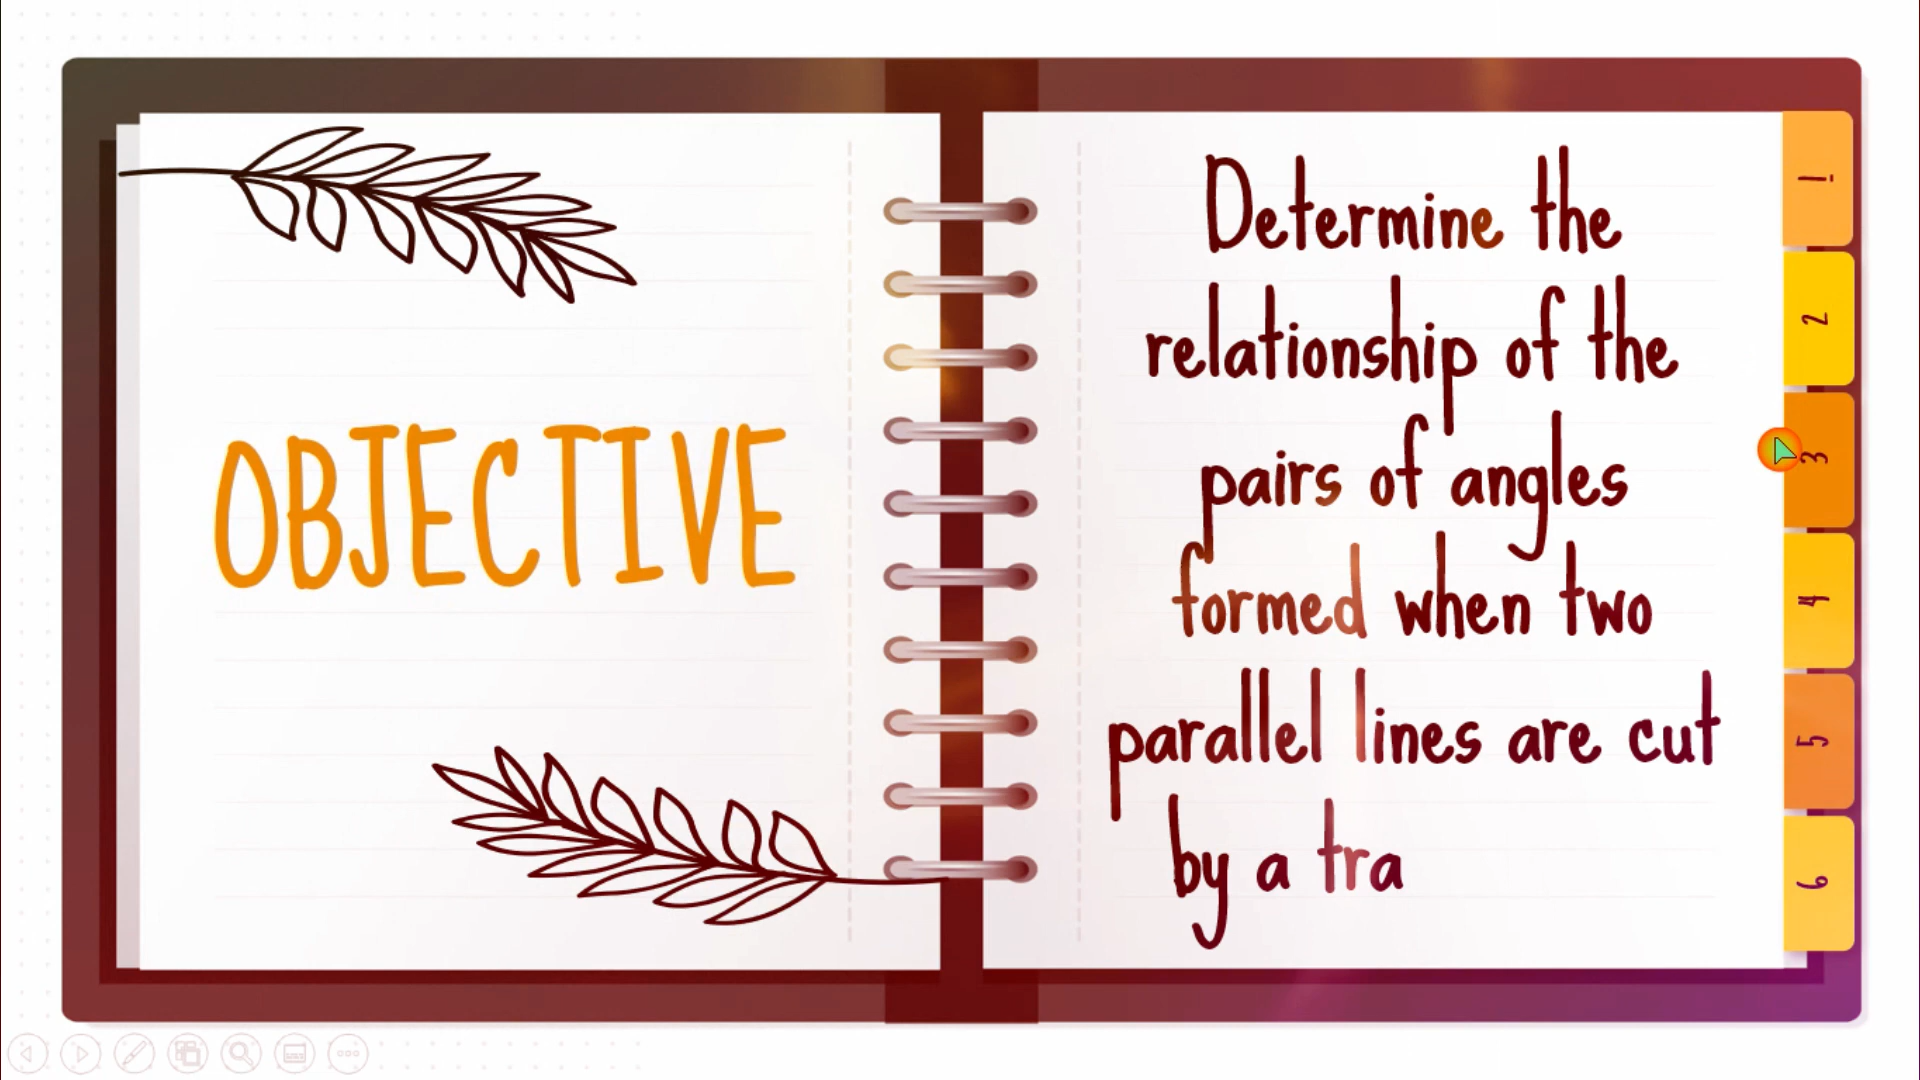 OBJECTIVE
Determine the
relationship of the
pairs of angles
formed when two
parallel lines are cut
by a tra
1
2
3
4
5
6